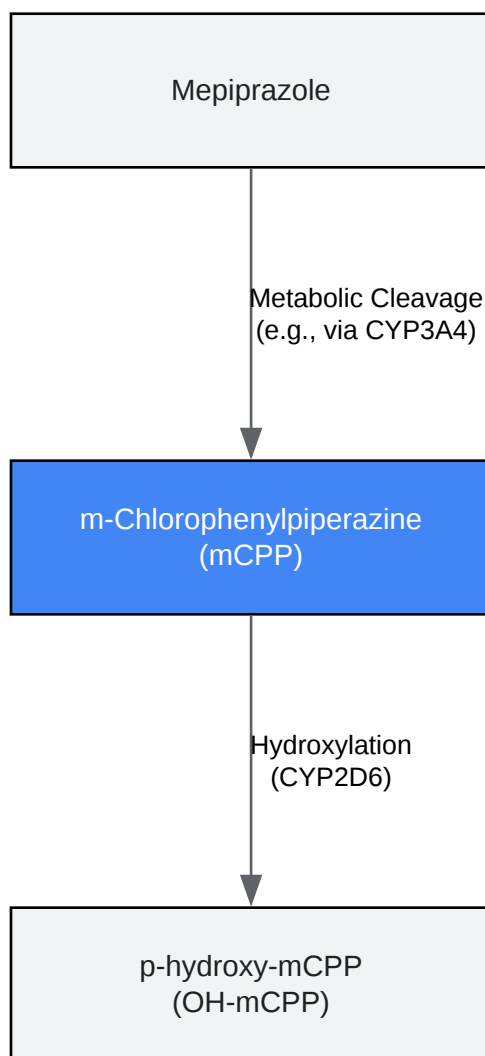 Mepiprazole
Metabolic Cleavage
(e.g., via CYP3A4)
m-Chlorophenylpiperazine
(mCPP)
Hydroxylation
(CYP2D6)
p-hydroxy-mCPP
(OH-mCPP)